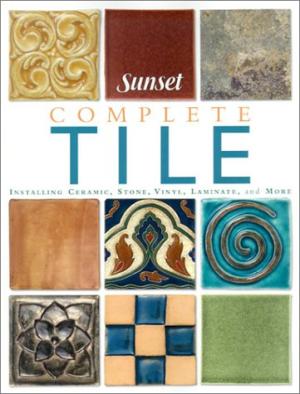 Sunset
COMPLETE
TILE
INSTALLING CERAMIC, STONE, VINYL, LAMINATE, and MORE